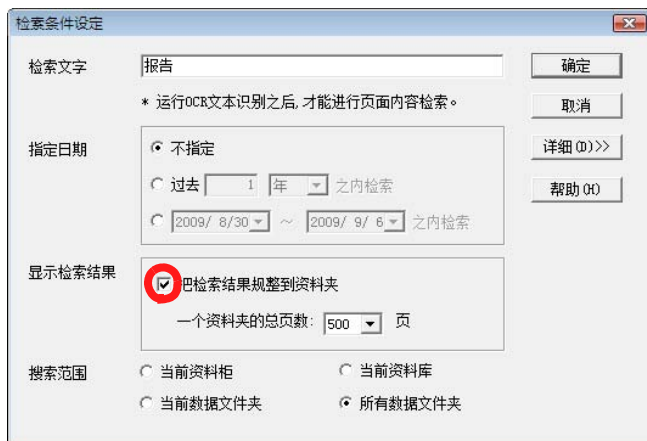 检索条件设定
检索文字
报告
确定
* 运行OCR文本识别之后,才能进行页面内容检索。
取消
指定日期
不指定
详细(D)>>
过去 1 年 之内检索
帮助(H)
2009/ 8/30 ~ 2009/ 9/ 6 之内检索
显示检索结果
把检索结果规整到资料夹
一个资料夹的总页数: 500 页
搜索范围
当前资料柜 当前资料库
当前数据文件夹 所有数据文件夹